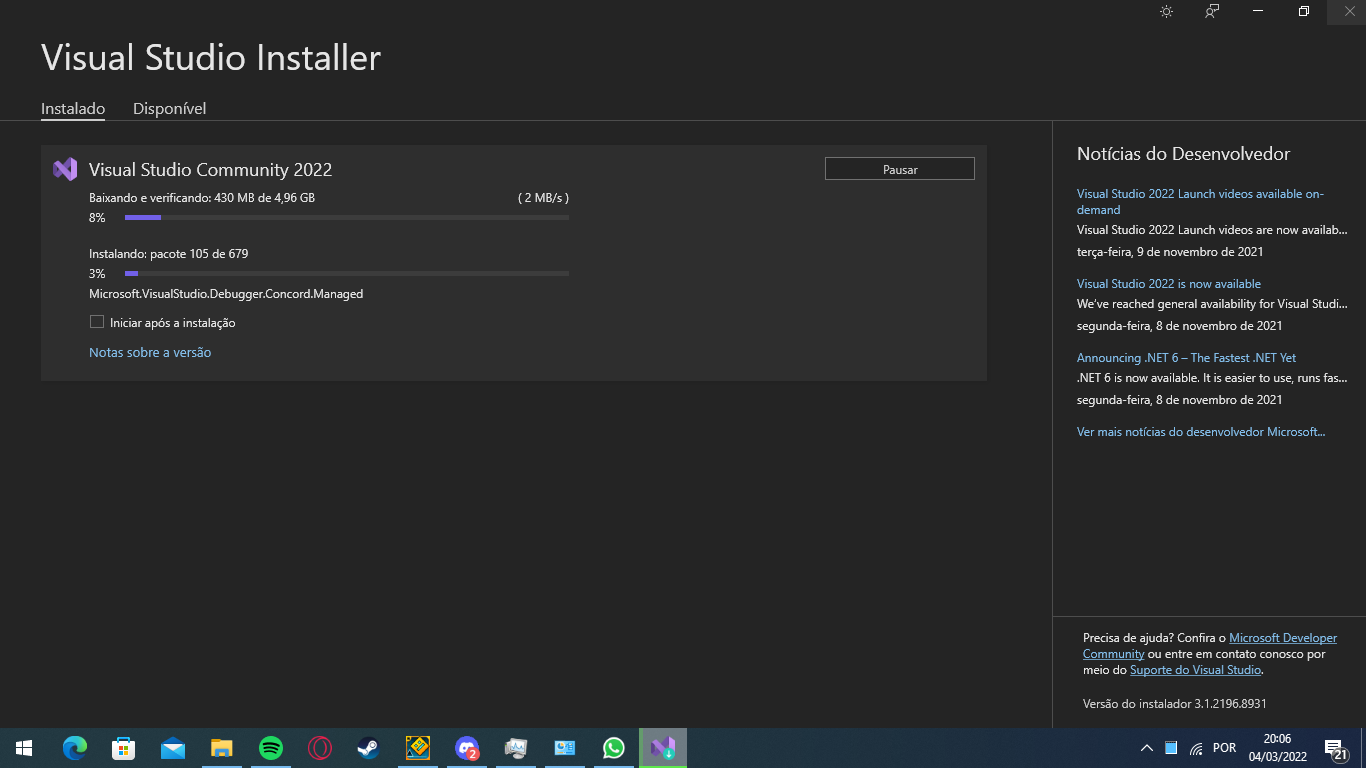 Visual Studio Installer
Instalado
Disponível
Visual Studio Community 2022
Pausar
Baixando e verificando: 430 MB de 4,96 GB
( 2 MB/s )
8%
Instalando: pacote 105 de 679
3%
Microsoft.VisualStudio.Debugger.Concord.Managed
Iniciar após a instalação
Notas sobre a versão
Notícias do Desenvolvedor
Visual Studio 2022 Launch videos available on-
demand
Visual Studio 2022 Launch videos are now availab...
terça-feira, 9 de novembro de 2021
Visual Studio 2022 is now available
We've reached general availability for Visual Studi...
segunda-feira, 8 de novembro de 2021
Announcing .NET 6 – The Fastest .NET Yet
.NET 6 is now available. It is easier to use, runs fas...
segunda-feira, 8 de novembro de 2021
Ver mais notícias do desenvolvedor Microsoft...
Precisa de ajuda? Confira o Microsoft Developer
Community ou entre em contato conosco por
meio do Suporte do Visual Studio.
Versão do instalador 3.1.2196.8931
2
POR
20:06
04/03/2022
21